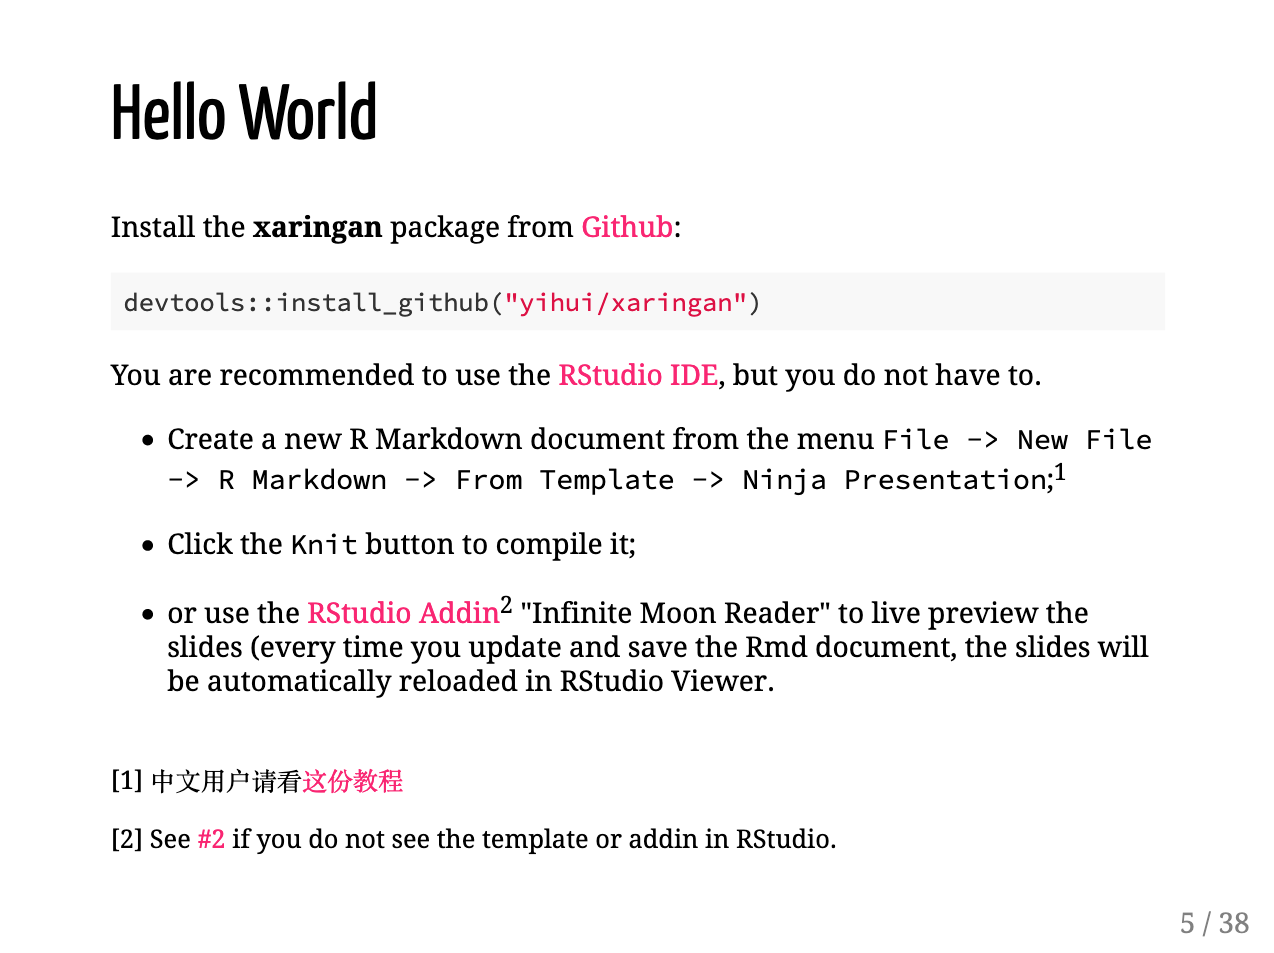 Hello World
Install the xaringan package from Github:
devtools::install_github("yihui/xaringan")
You are recommended to use the RStudio IDE, but you do not have to.
• Create a new R Markdown document from the menu File -> New File
-> R Markdown -> From Template -> Ninja Presentation;1
• Click the Knit button to compile it;
• or use the RStudio Addin2 "Infinite Moon Reader" to live preview the
slides (every time you update and save the Rmd document, the slides will
be automatically reloaded in RStudio Viewer.
[1] 中文用户请看这份教程
[2] See #2 if you do not see the template or addin in RStudio.
5 / 38